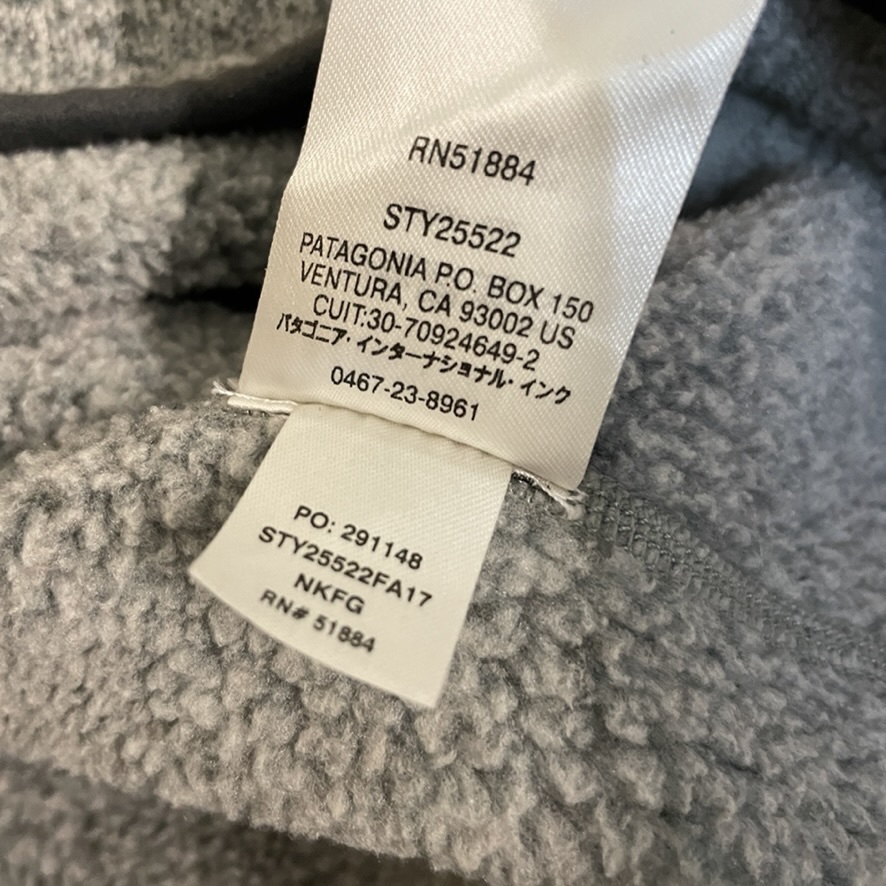 RN51884
STY25522
PATAGONIA P.O. BOX 150
VENTURA, CA 93002 US
CUIT:30-70924649-2
パタゴニア・インターナショナル・インク
0467-23-8961
PO: 291148
STY25522FA17
NKFG
RN# 51884